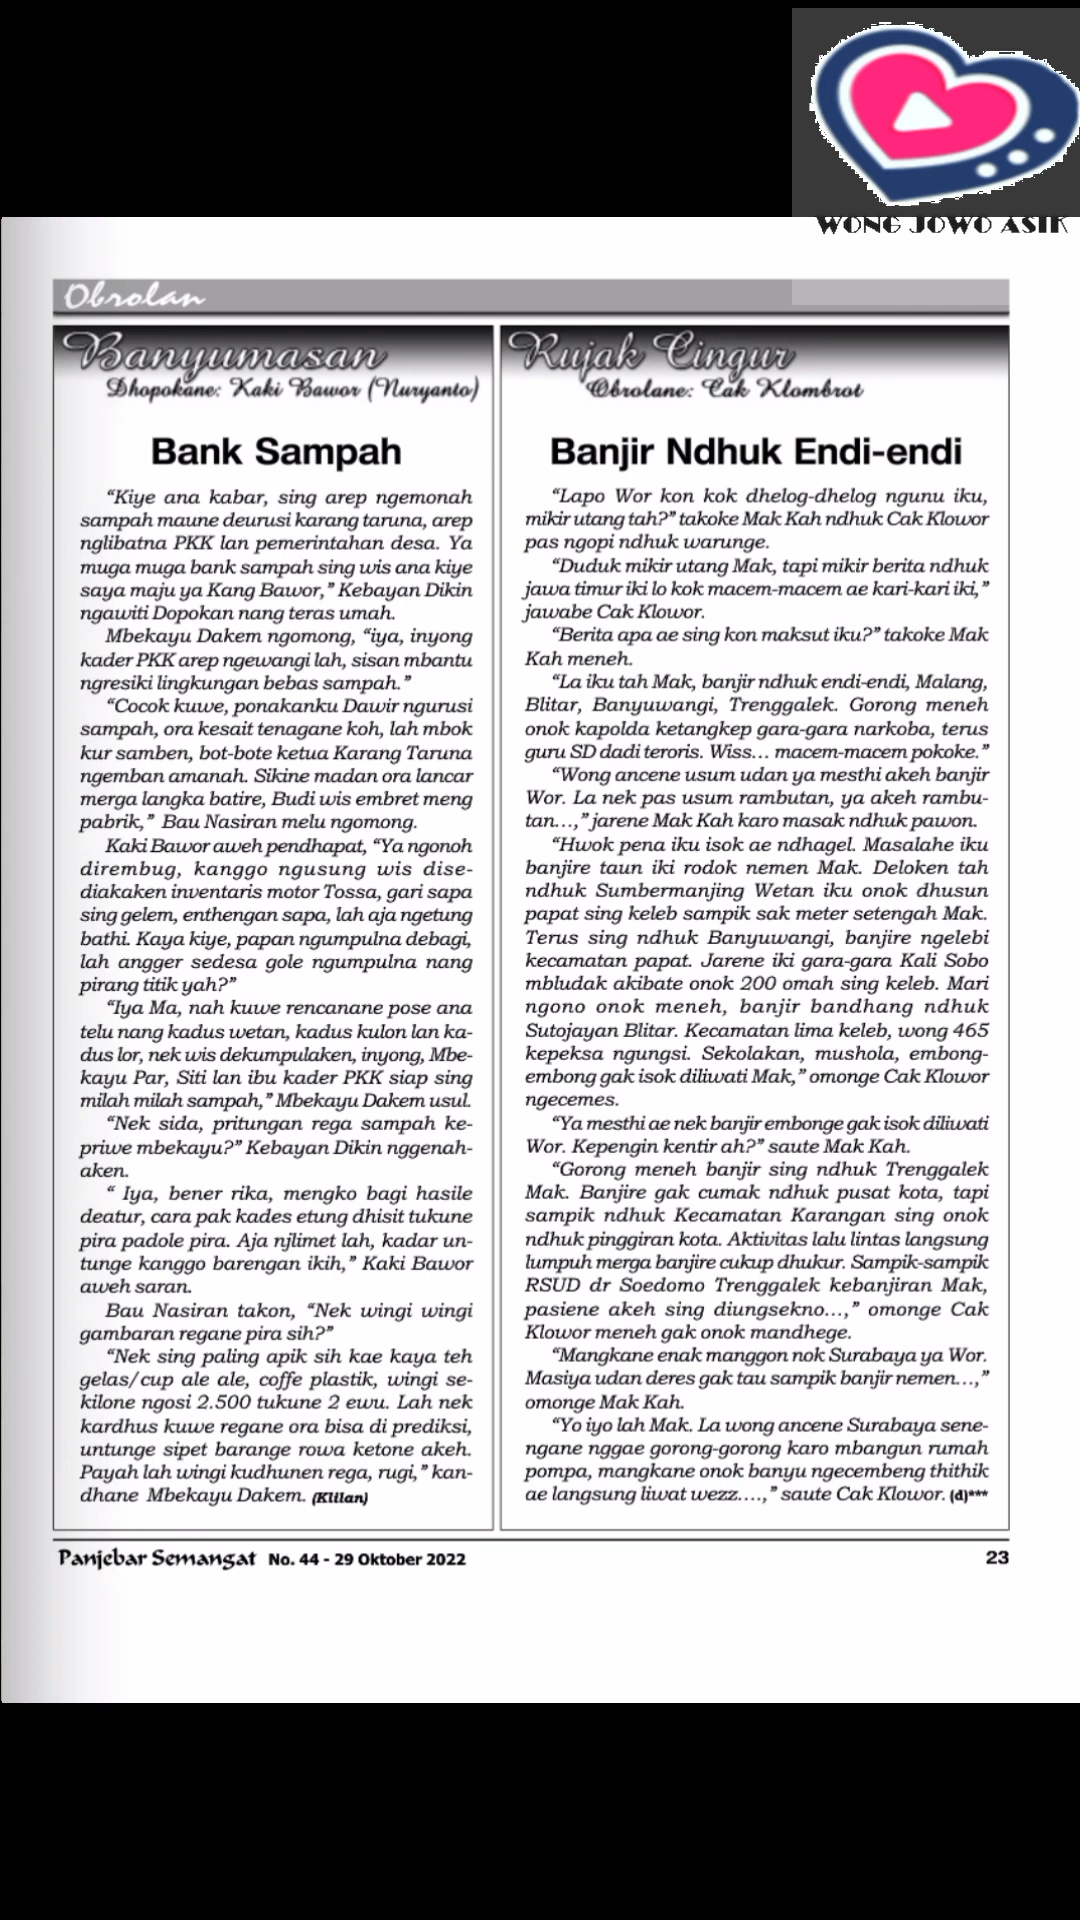 WONG JOWO ASIK
Obrolan
Banyumasan
Dhopokane: Kaki Bawor (Nuryanto)
Bank Sampah
"Kiye ana kabar, sing arep ngemonah
sampah maune deurusi karang taruna, arep
nglibatna PKK lan pemerintahan desa. Ya
muga muga bank sampah sing wis ana kiye
saya maju ya Kang Bawor," Kebayan Dikin
ngawiti Dopokan nang teras umah.
Mbekayu Dakem ngomong, "iya, inyong
kader PKK arep ngewangi lah, sisan mbantu
ngresiki lingkungan bebas sampah."
"Cocok kuwe, ponakanku Dawir ngurusi
sampah, ora kesait tenagane koh, lah mbok
kur samben, bot-bote ketua Karang Taruna
ngemban amanah. Sikine madan ora lancar
merga langka batire, Budi wis embret meng
pabrik," Bau Nasiran melu ngomong.
Kaki Bawor aweh pendhapat, "Ya ngonoh
dirembug, kanggo ngusung wis dise-
diakaken inventaris motor Tossa, gari sapa
sing gelem, enthengan sapa, lah aja ngetung
bathi. Kaya kiye, papan ngumpulna debagi,
lah angger sedesa gole ngumpulna nang
pirang titik yah?"
"Iya Ma, nah kuwe rencanane pose ana
telu nang kadus wetan, kadus kulon lan ka-
dus lor, nek wis dekumpulaken, inyong, Mbe-
kayu Par, Siti lan ibu kader PKK siap sing
milah milah sampah," Mbekayu Dakem usul.
"Nek sida, pritungan rega sampah ke-
priwe mbekayu?" Kebayan Dikin nggenah-
aken.
" Iya, bener rika, mengko bagi hasile
deatur, cara pak kades etung dhisit tukune
pira padole pira. Aja njlimet lah, kadar un-
tunge kanggo barengan ikih," Kaki Bawor
aweh saran.
Bau Nasiran takon, "Nek wingi wingi
gambaran regane pira sih?"
"Nek sing paling apik sih kae kaya teh
gelas/cup ale ale, coffe plastik, wingi se-
kilone ngosi 2.500 tukune 2 ewu. Lah nek
kardhus kuwe regane ora bisa di prediksi,
untunge sipet barange rowa ketone akeh.
Payah lah wingi kudhunen rega, rugi," kan-
dhane Mbekayu Dakem. (Klilan)
Rujak Cingur
Obrolane: Cak Klombrot
Banjir Ndhuk Endi-endi
"Lapo Wor kon kok dhelog-dhelog ngunu iku,
mikir utang tah?" takoke Mak Kah ndhuk Cak Klowor
pas ngopi ndhuk warunge.
"Duduk mikir utang Mak, tapi mikir berita ndhuk
jawa timur iki lo kok macem-macem ae kari-kari iki,"
jawabe Cak Klowor.
"Berita apa ae sing kon maksut iku?" takoke Mak
Kah meneh.
"La iku tah Mak, banjir ndhuk endi-endi, Malang,
Blitar, Banyuwangi, Trenggalek. Gorong meneh
onok kapolda ketangkep gara-gara narkoba, terus
guru SD dadi teroris. Wiss... macem-macem pokoke."
"Wong ancene usum udan ya mesthi akeh banjir
Wor. La nek pas usum rambutan, ya akeh rambu-
tan...," jarene Mak Kah karo masak ndhuk pawon.
"Hwok pena iku isok ae ndhagel. Masalahe iku
banjire taun iki rodok nemen Mak. Deloken tah
ndhuk Sumbermanjing Wetan iku onok dhusun
papat sing keleb sampik sak meter setengah Mak.
Terus sing ndhuk Banyuwangi, banjire ngelebi
kecamatan papat. Jarene iki gara-gara Kali Sobo
mbludak akibate onok 200 omah sing keleb. Mari
ngono onok meneh, banjir bandhang ndhuk
Sutojayan Blitar. Kecamatan lima keleb, wong 465
kepeksa ngungsi. Sekolakan, mushola, embong-
embong gak isok diliwati Mak," omonge Cak Klowor
ngecemes.
"Ya mesthi ae nek banjir embonge gak isok diliwati
Wor. Kepengin kentir ah?" saute Mak Kah.
"Gorong meneh banjir sing ndhuk Trenggalek
Mak. Banjire gak cumak ndhuk pusat kota, tapi
sampik ndhuk Kecamatan Karangan sing onok
ndhuk pinggiran kota. Aktivitas lalu lintas langsung
lumpuh merga banjire cukup dhukur. Sampik-sampik
RSUD dr Soedomo Trenggalek kebanjiran Mak,
pasiene akeh sing diungsekno...," omonge Cak
Klowor meneh gak onok mandhege.
"Mangkane enak manggon nok Surabaya ya Wor.
Masiya udan deres gak tau sampik banjir nemen...,"
omonge Mak Kah.
"Yo iyo lah Mak. La wong ancene Surabaya sene-
ngane nggae gorong-gorong karo mbangun rumah
pompa, mangkane onok banyu ngecembeng thithik
ae langsung liwat wezz....," saute Cak Klowor. (d)***
Panjebar Semangat No. 44 - 29 Oktober 2022
23